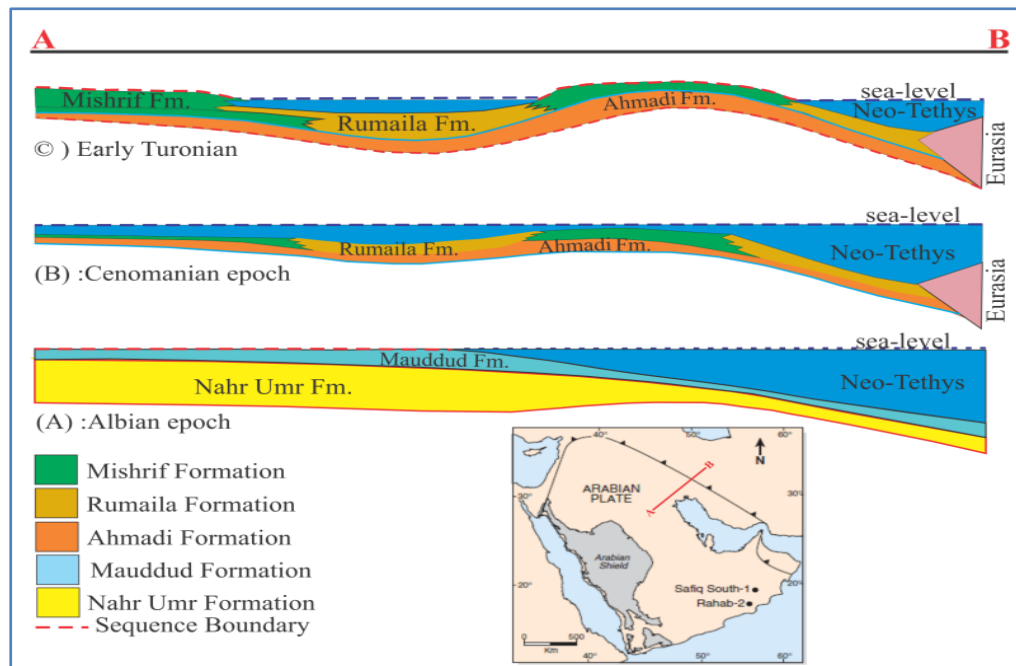 A B
sea-level
Mishrif Fm.
Ahmadi Fm.
Neo-Tethys
Rumaila Fm.
Eurasia
© ) Early Turonian
sea-level
Rumaila Fm.
Ahmadi Fm.
Neo-Tethys
Eurasia
(B) :Cenomanian epoch
sea-level
Mauddud Fm.
Nahr Umr Fm.
Neo-Tethys
(A) :Albian epoch
Mishrif Formation
Rumaila Formation
Ahmadi Formation
Mauddud Formation
Nahr Umr Formation
Sequence Boundary
40° 50° 60°
N
ARABIAN
PLATE
B
A
30° 30°
Arabian
Shield
Safiq South-1
Rahab-2
20° 20°
0 500
Km
40° 50° 60°